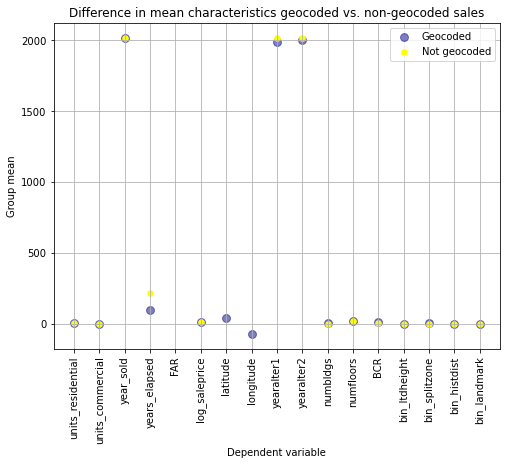 Difference in mean characteristics geocoded vs. non-geocoded sales
Geocoded
Not geocoded
2000
1500
1000
500
0
Group mean
units_residential
units_commercial
year_sold
years_elapsed
FAR
log_saleprice
latitude
longitude
yearalter1
yearalter2
numbldgs
numfloors
BCR
bin_ltdheight
bin_splitzone
bin_histdist
bin_landmark
Dependent variable